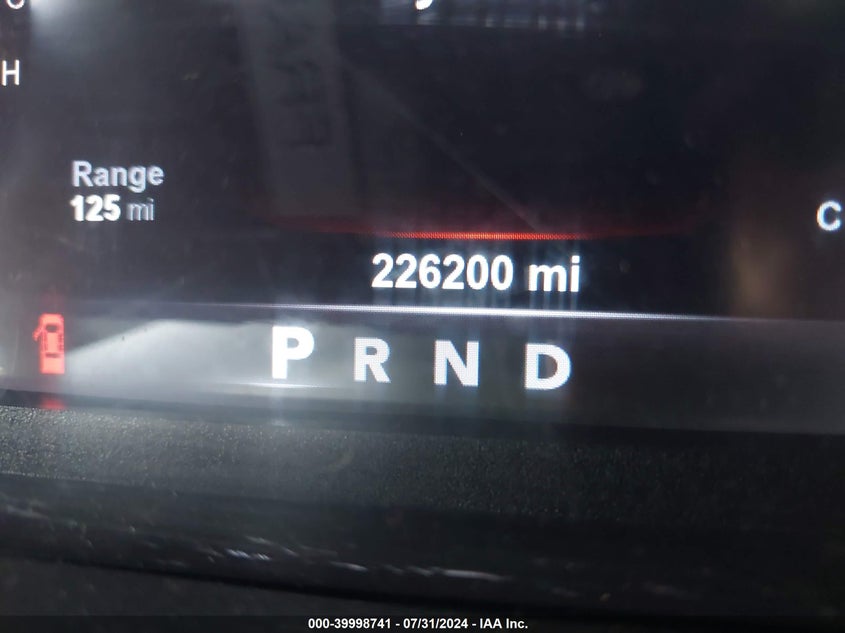 H
Range
125 mi
C
226200 mi
P R N D
000-39998741 - 07/31/2024 - IAA Inc.